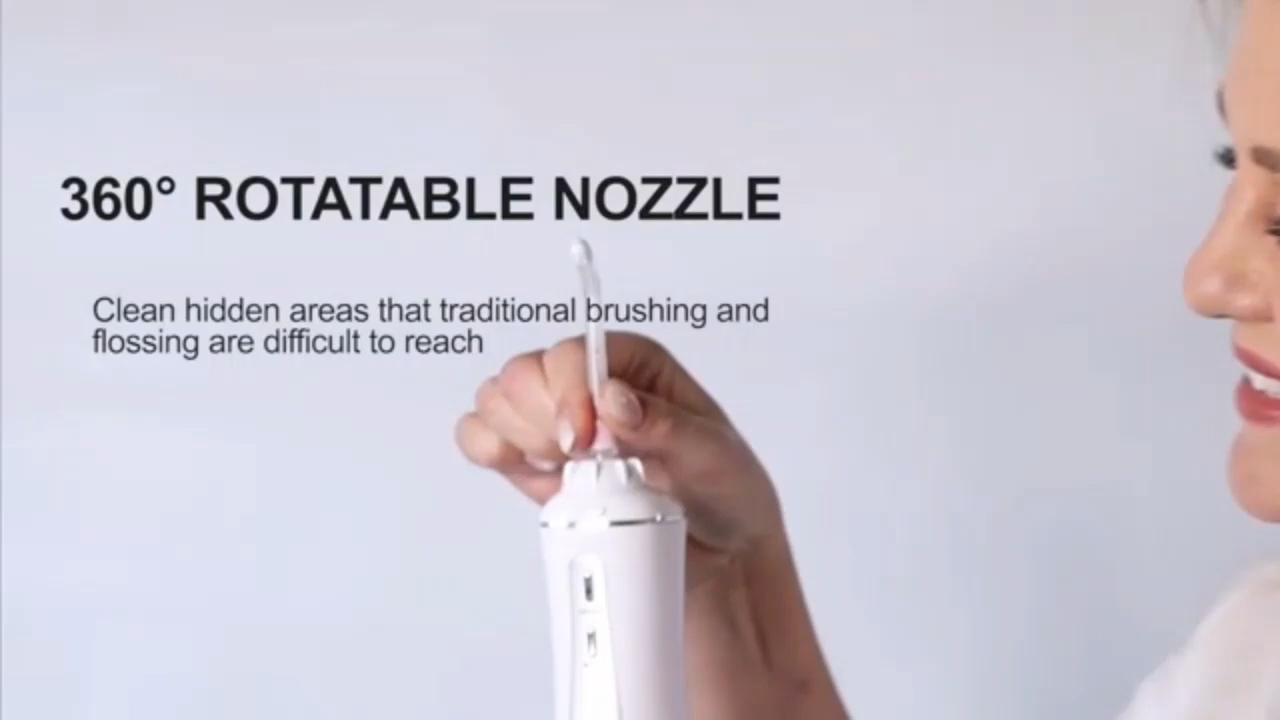 360° ROTATABLE NOZZLE
Clean hidden areas that traditional brushing and
flossing are difficult to reach